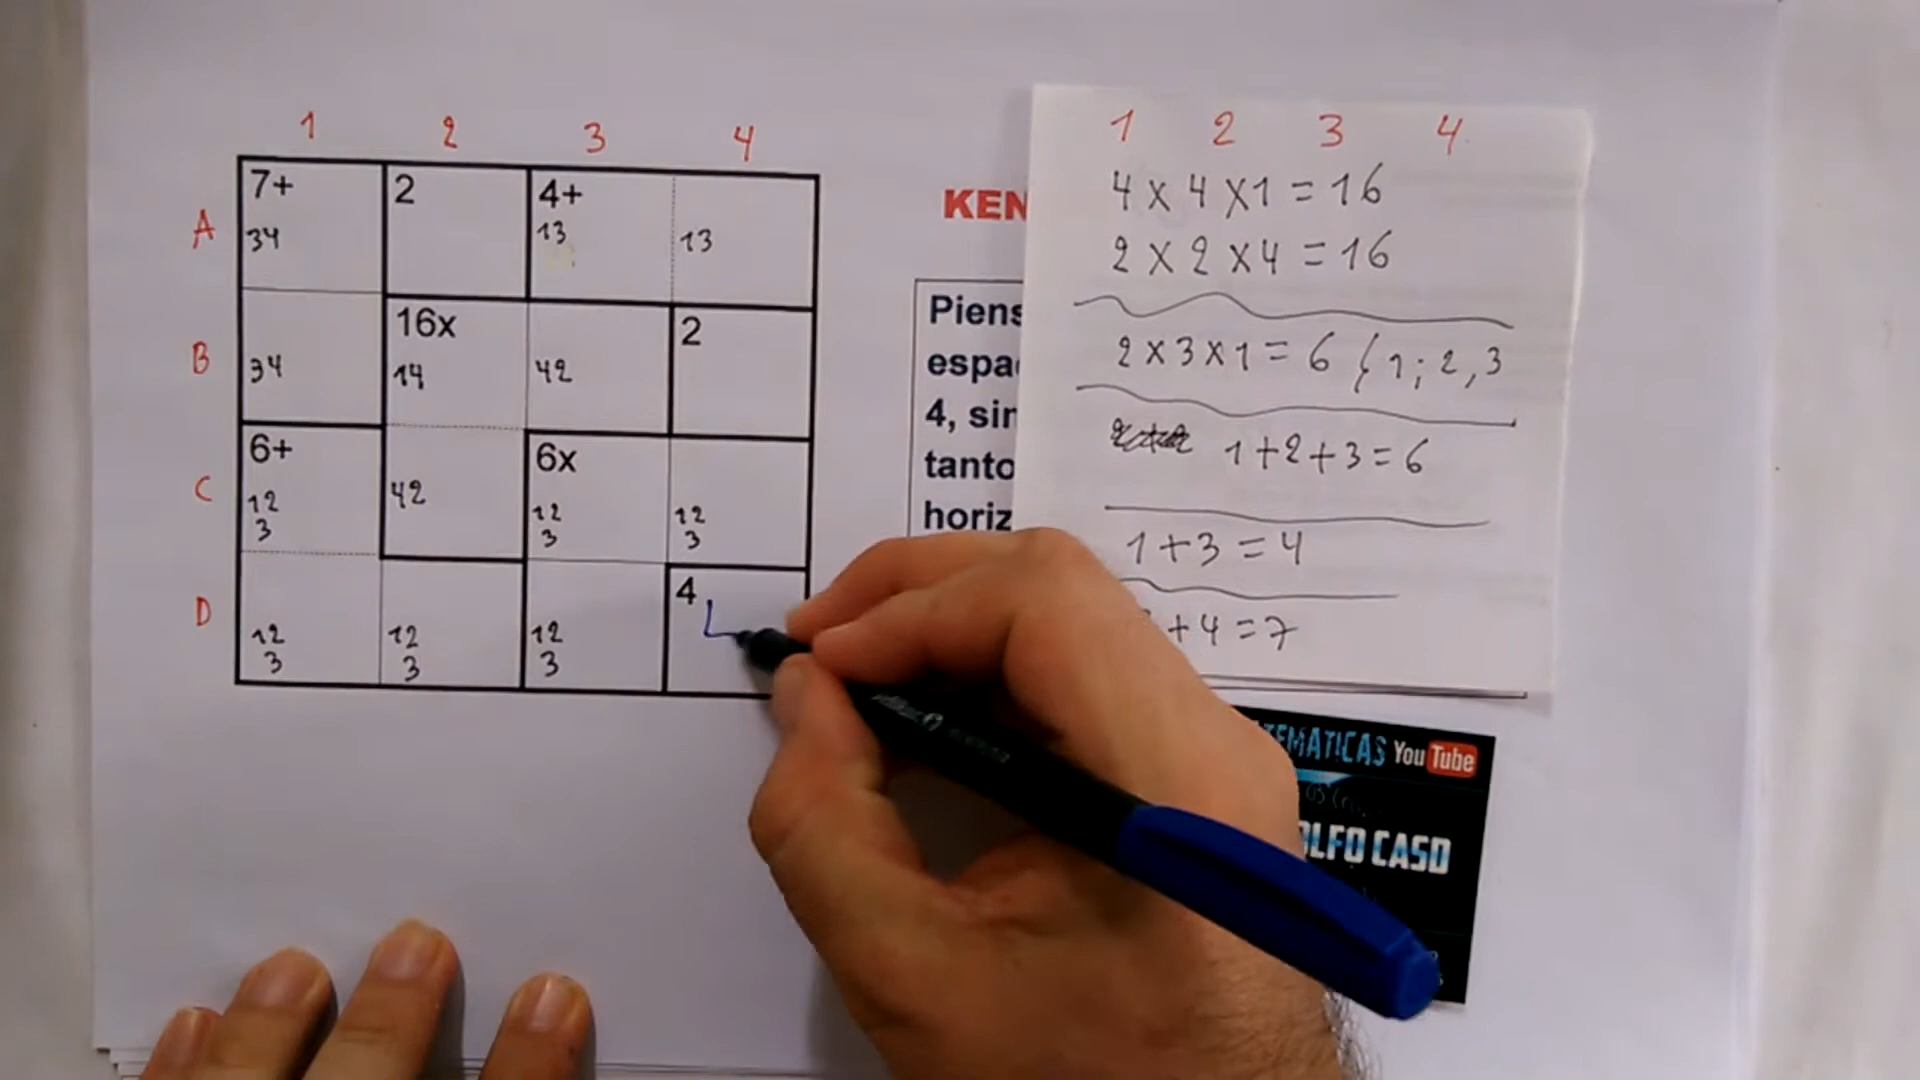 1 2 3 4
A 7+ 2 4+
34 13 13
B 16x 2
34 14 42
C 6+ 6x
12 42 12 12
3 3 3
D 4
12 12 12
3 3 3
KEN
Piens
espa
4, sin
tanto
horiz
1 2 3 4
4 x 4 x 1 = 16
2 x 2 x 4 = 16
2 x 3 x 1 = 6 { 1 ; 2 , 3
1 + 2 + 3 = 6
1 + 3 = 4
+ 4 = 7
TEMATICAS YouTube
OLFO CASD